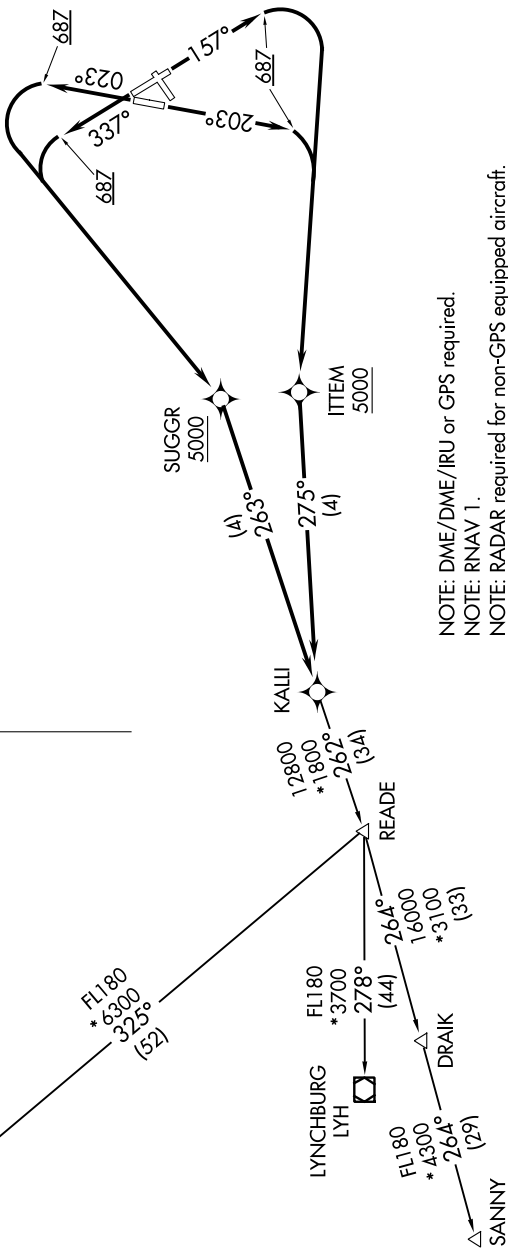 687
023°
157°
687
337°
203°
687
SUGGR
5000
ITTEM
5000
(4)
263°
275°
(4)
KALLI
12800
*1800
262°
(34)
READE
FL180
*6300
325°
(52)
FL180
*3700
278°
(44)
264°
16000
*3100
(33)
LYNCHBURG
LYH
DRAIK
FL180
*4300
264°
(29)
SANNY
NOTE: DME/DME/IRU or GPS required.
NOTE: RNAV 1.
NOTE: RADAR required for non-GPS equipped aircraft.